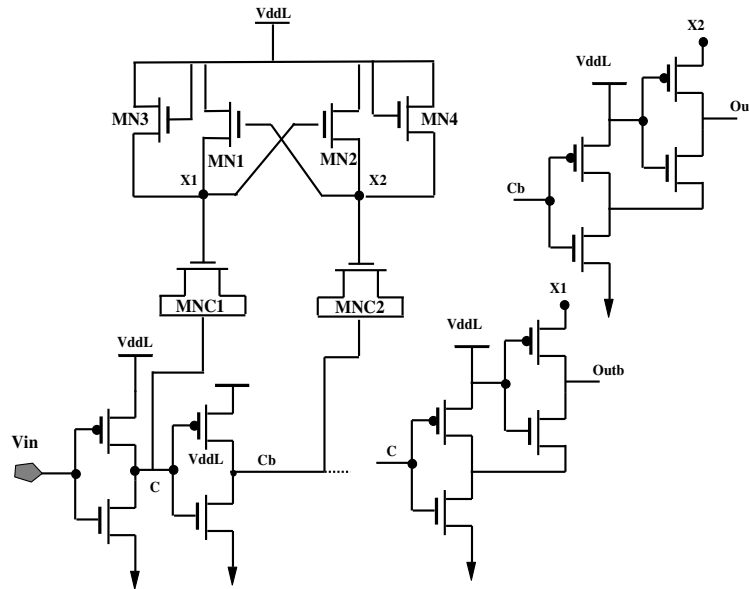 VddL
X2
VddL
MN3
MN4
MN1
MN2
Ou
X1
X2
Cb
MNC1
MNC2
X1
VddL
VddL
Outb
Vin
VddL
C
Cb
C